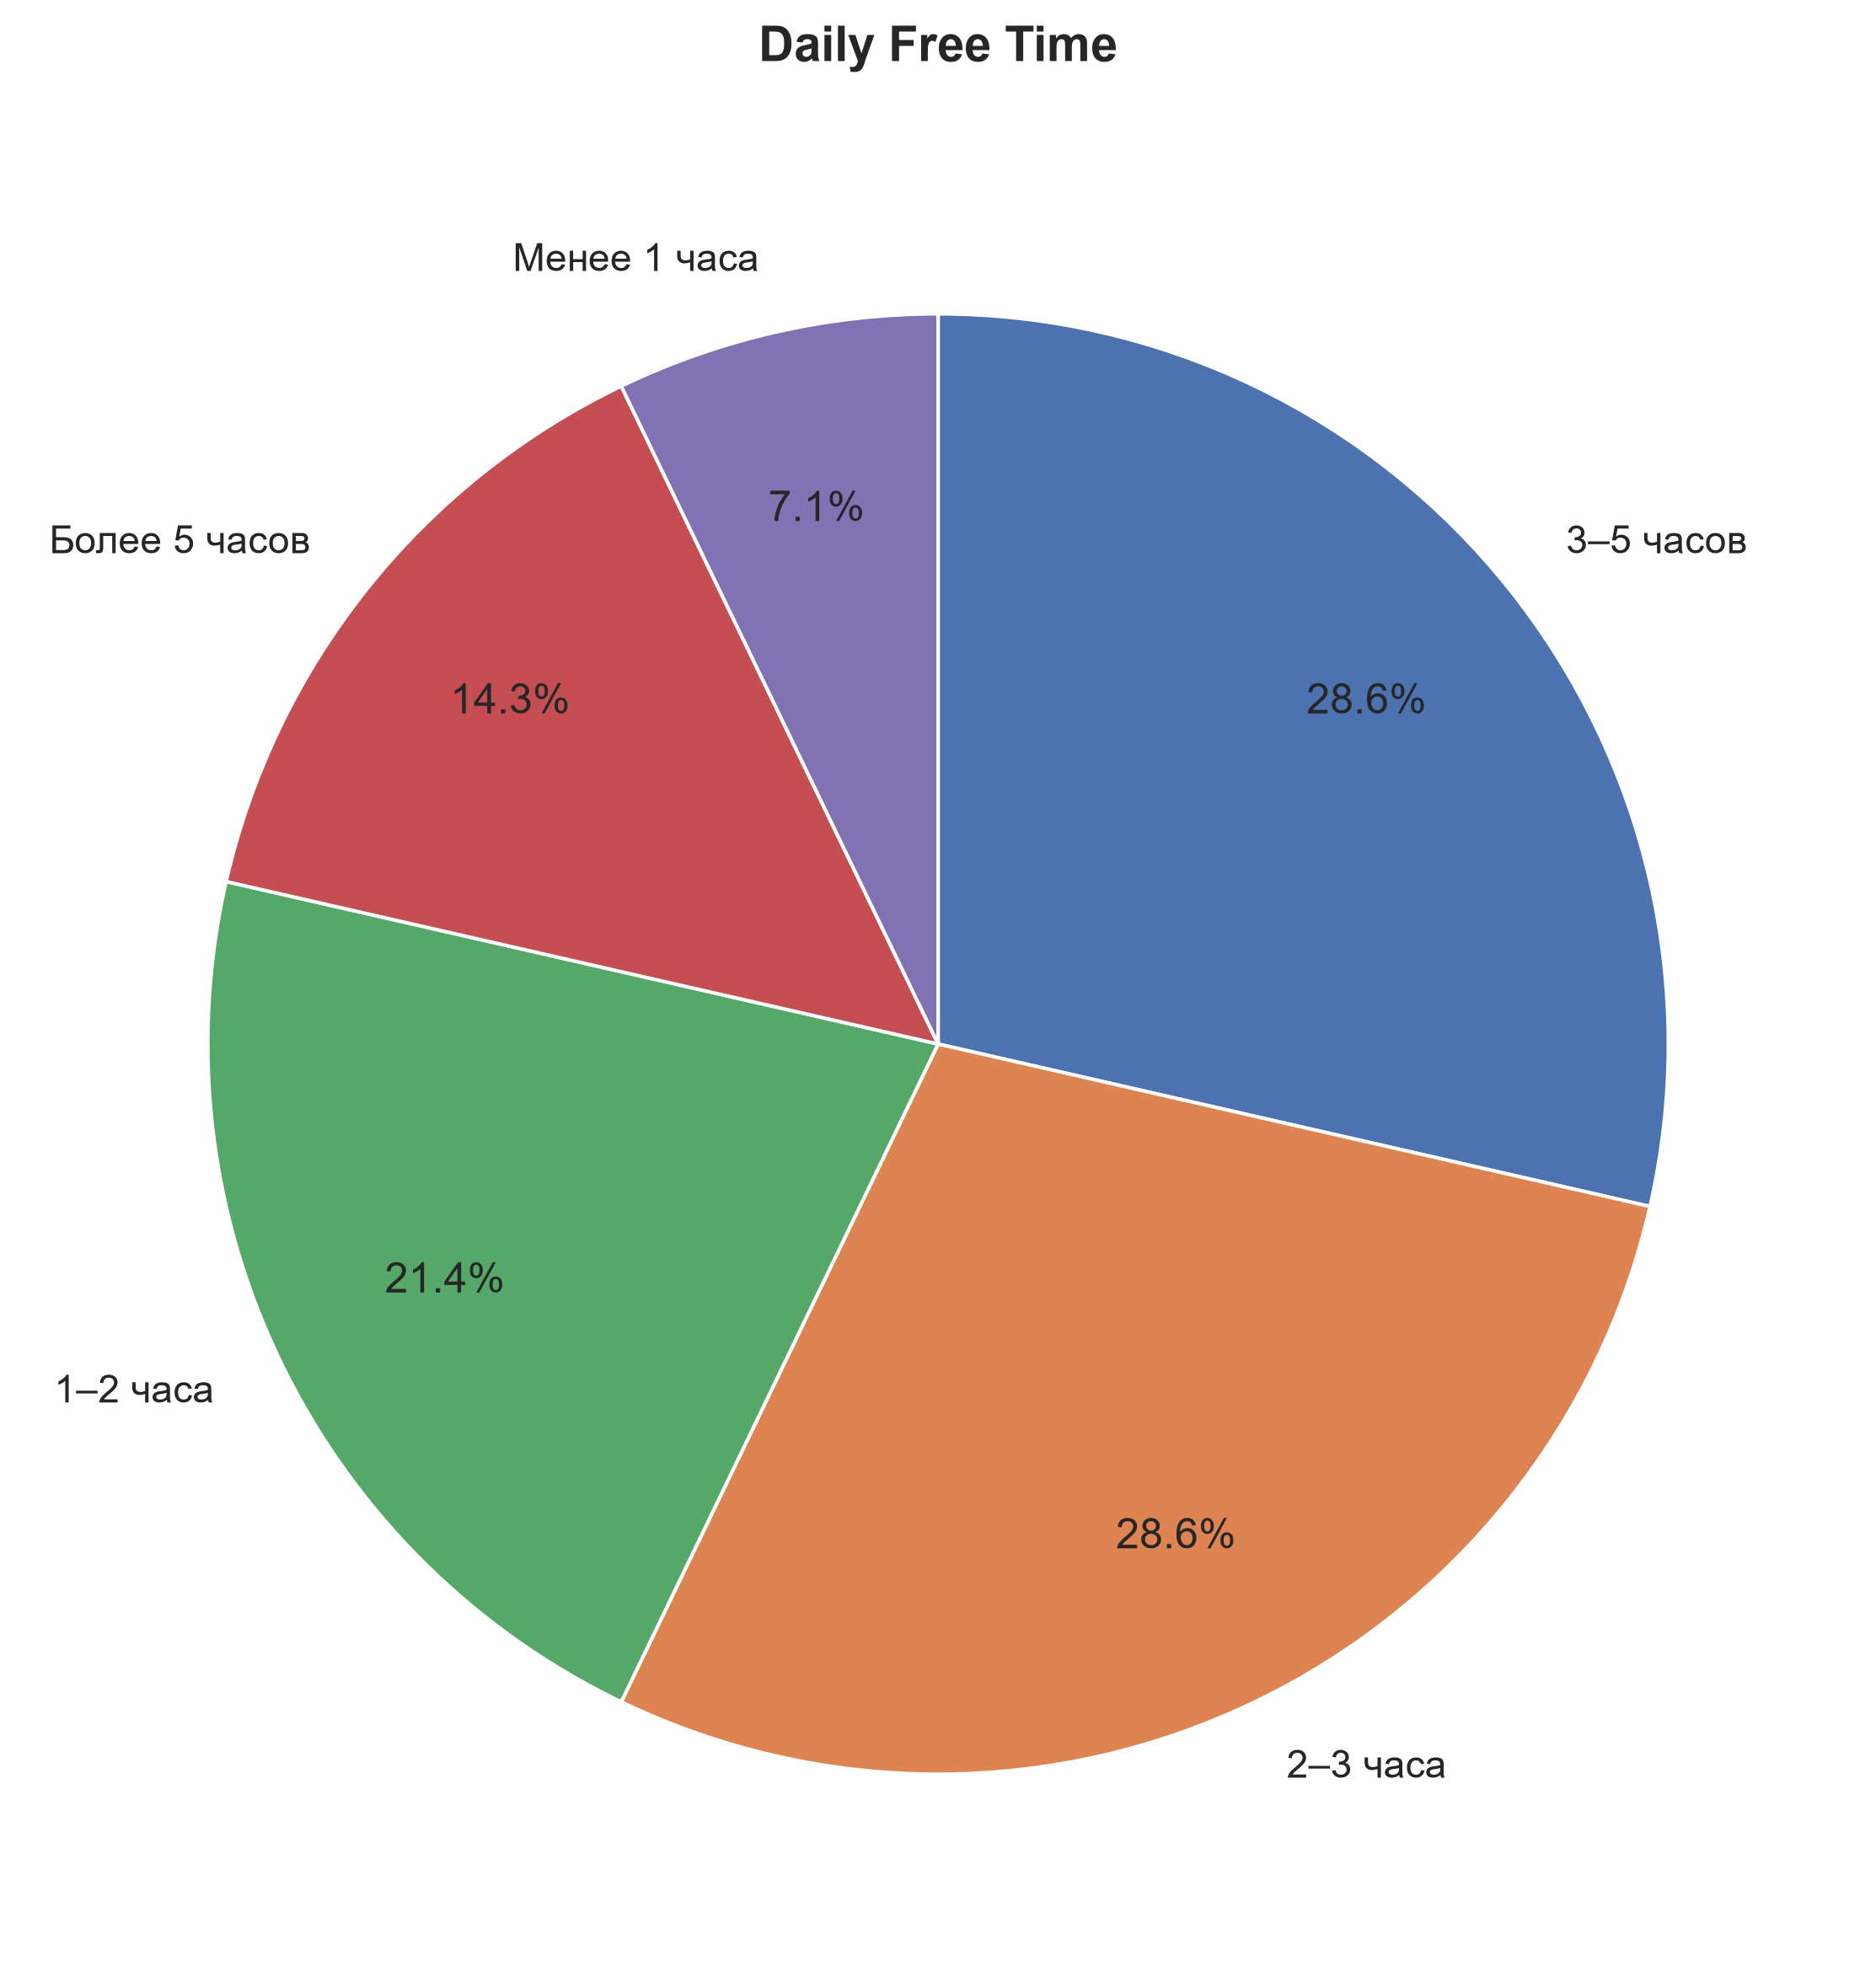 Daily Free Time
Менее 1 часа
7.1%
Более 5 часов
3–5 часов
14.3%
28.6%
21.4%
1–2 часа
28.6%
2–3 часа